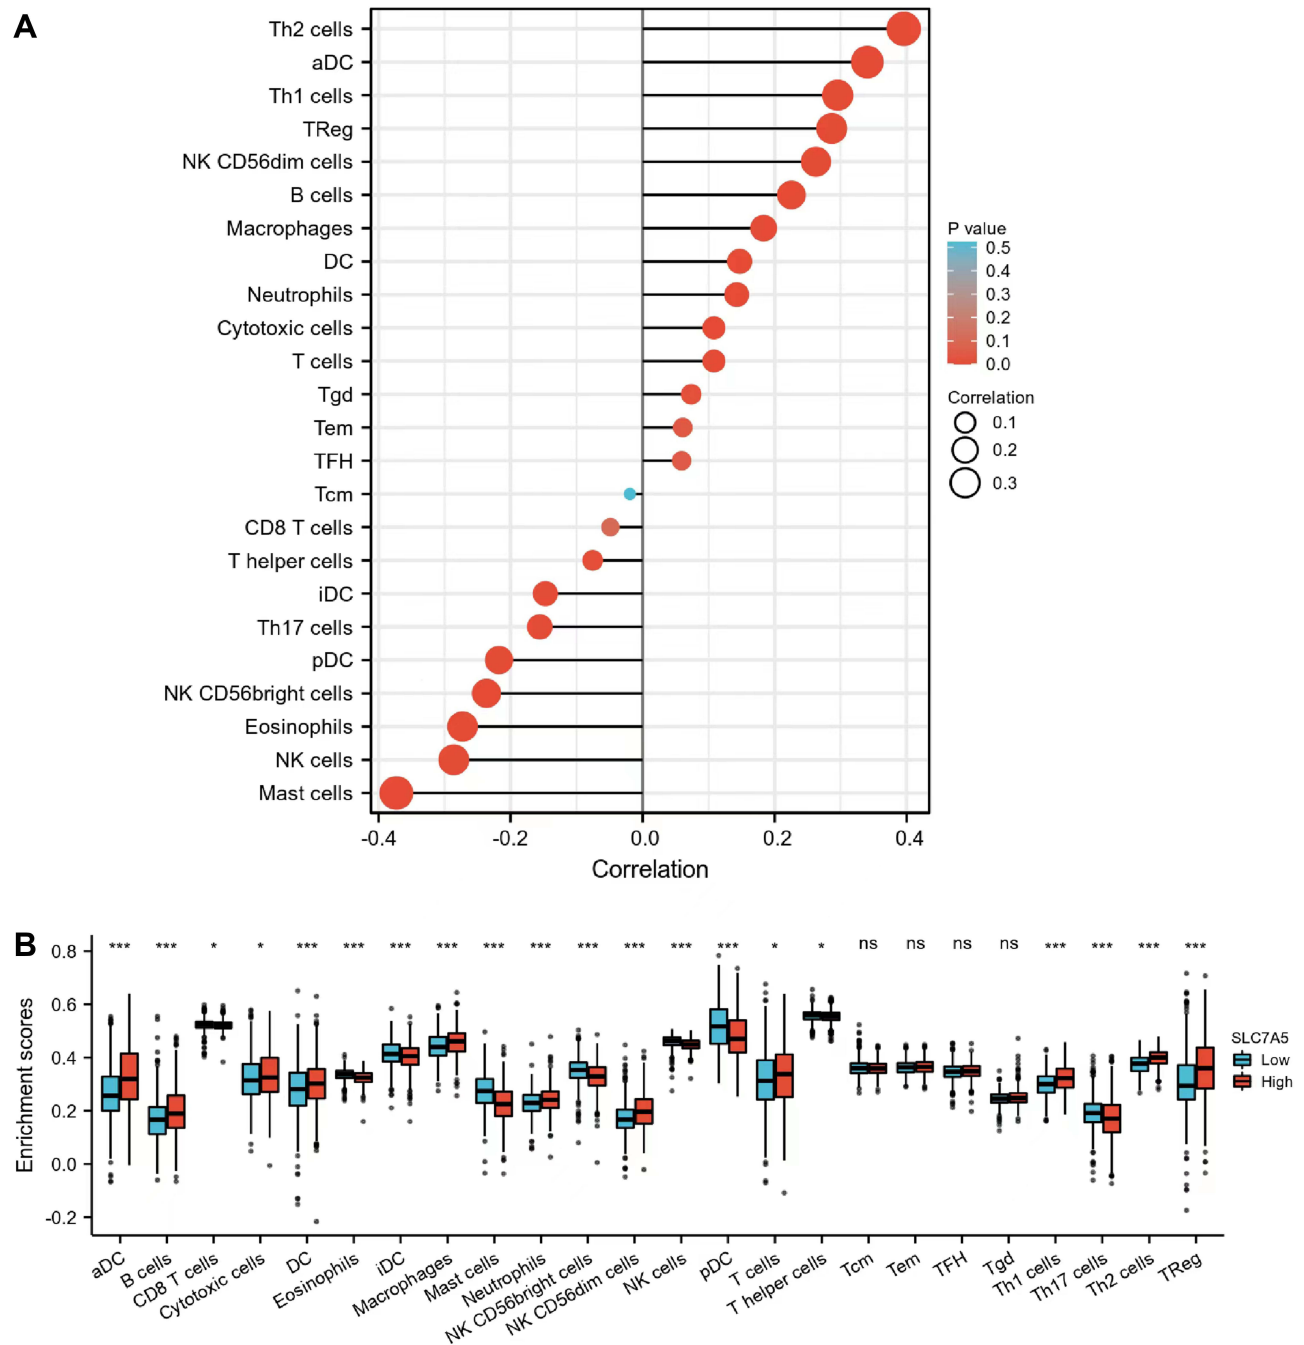 A
Th2 cells
aDC
Th1 cells
TReg
NK CD56dim cells
B cells
Macrophages
DC
Neutrophils
Cytotoxic cells
T cells
Tgd
Tem
TFH
Tcm
CD8 T cells
T helper cells
iDC
Th17 cells
pDC
NK CD56bright cells
Eosinophils
NK cells
Mast cells
-0.4 -0.2 0.0 0.2 0.4
Correlation
P value
0.5
0.4
0.3
0.2
0.1
0.0
Correlation
0.1
0.2
0.3
B
*** *** * * *** *** *** *** *** *** *** *** *** *** * * ns ns ns ns *** *** *** ***
Enrichment scores
0.8
0.6
0.4
0.2
0.0
-0.2
aDC
B cells
CD8 T cells
Cytotoxic cells
DC
Eosinophils
iDC
Macrophages
Mast cells
Neutrophils
NK CD56bright cells
NK CD56dim cells
NK cells
pDC
T cells
T helper cells
Tcm
Tem
TFH
Tgd
Th1 cells
Th17 cells
Th2 cells
TReg
SLC7A5
Low
High